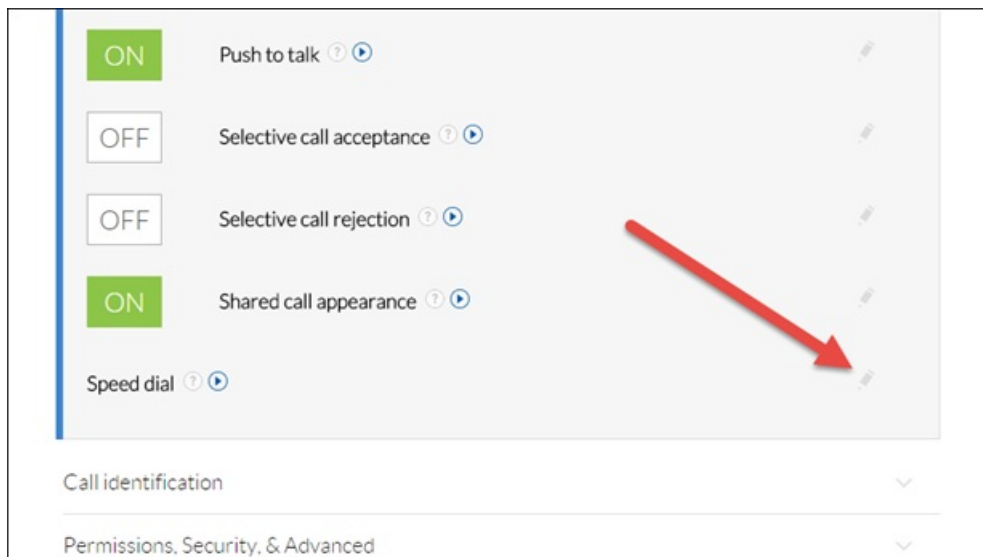 ON Push to talk ?
OFF Selective call acceptance ?
OFF Selective call rejection ?
ON Shared call appearance ?
Speed dial ?
Call identification
Permissions, Security, & Advanced